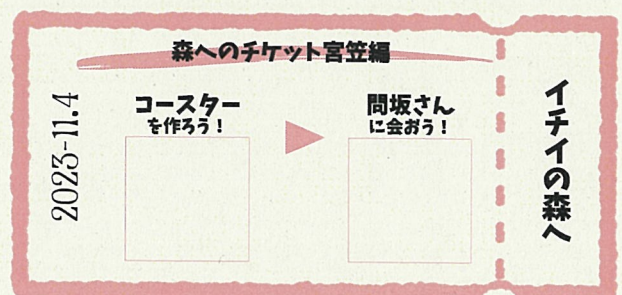 森へのチケット宮笠編
2023-11.4
コースター
を作ろう!
問坂さん
に会おう!
イチイの森へ